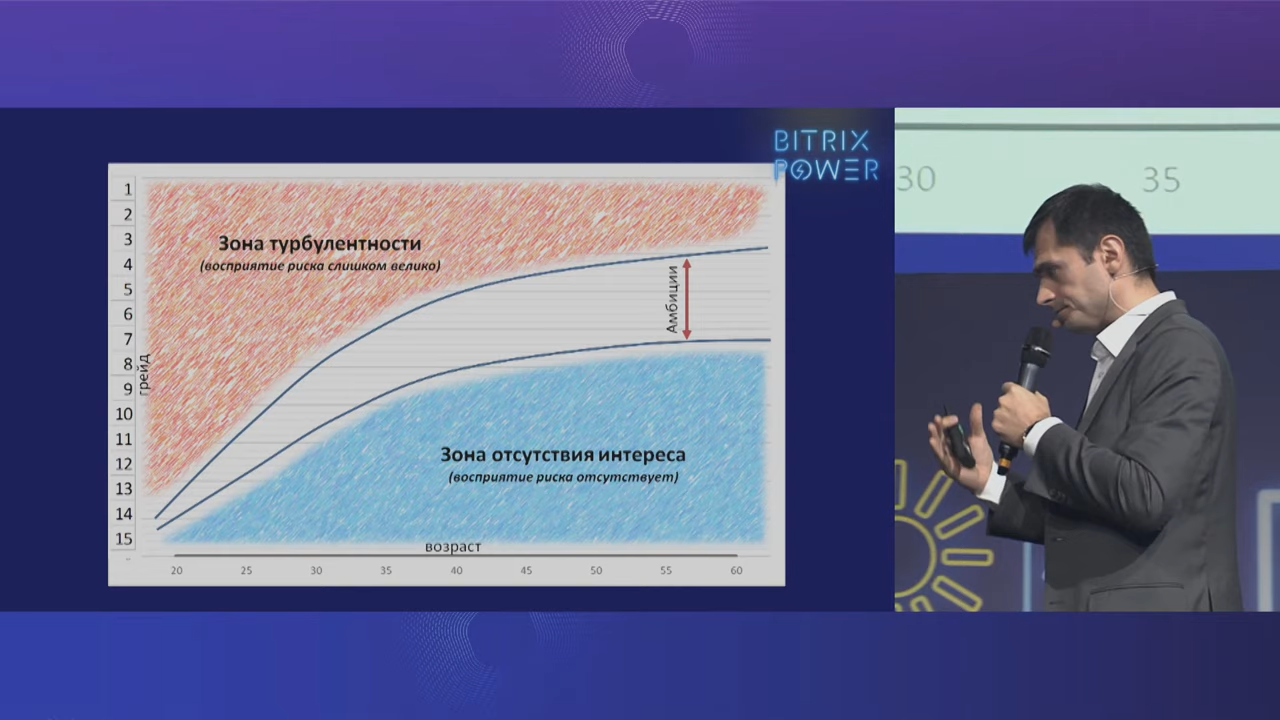 BITRIX
POWER
1
2
3
4
5
6
7
8
9
10
11
12
13
14
15
грейд
Зона турбулентности
(восприятие риска слишком велико)
Амбиции
Зона отсутствия интереса
(восприятие риска отсутствует)
возраст
20 25 30 35 40 45 50 55 60
30 35